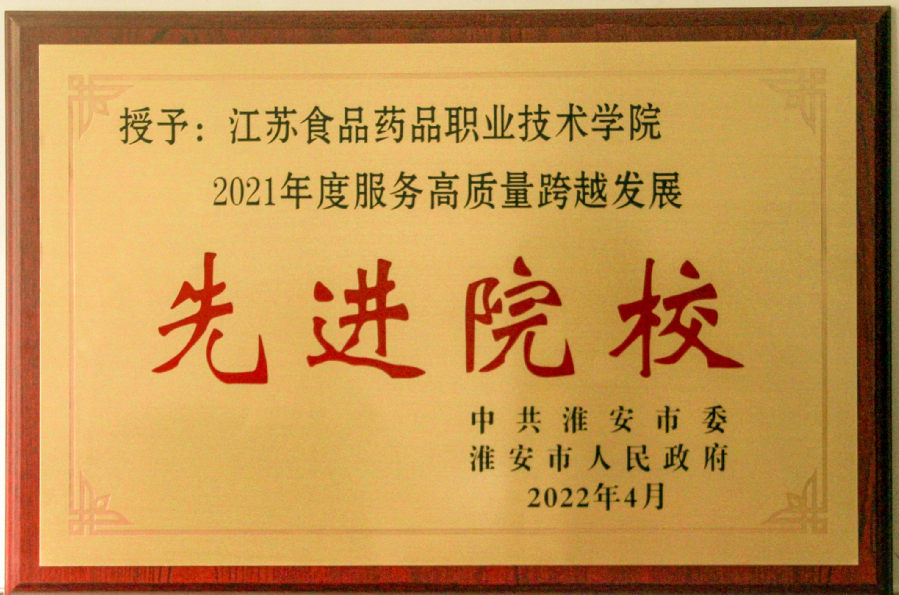 授予：江苏食品药品职业技术学院
2021年度服务高质量跨越发展
先进院校
中共淮安市委
淮安市人民政府
2022年4月